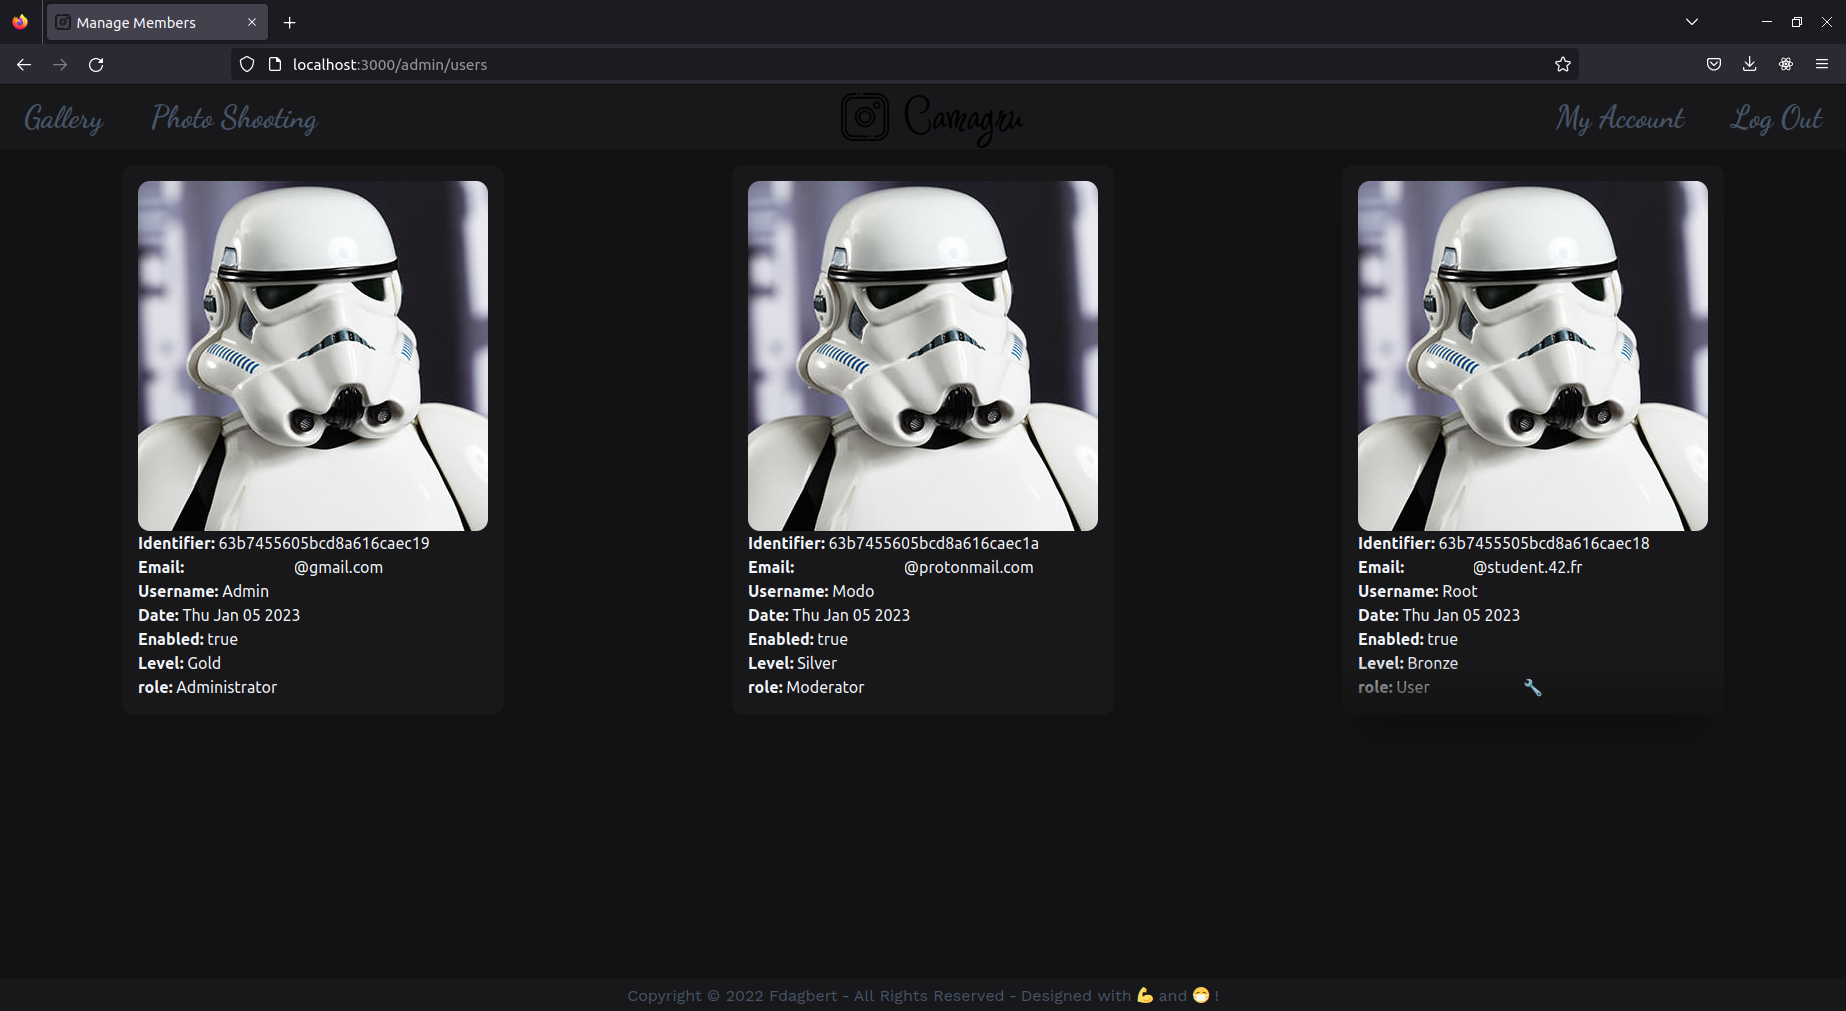 Manage Members
localhost:3000/admin/users
Gallery
Photo Shooting
Camagru
My Account
Log Out
Identifier: 63b7455605bcd8a616caec19
Email: @gmail.com
Username: Admin
Date: Thu Jan 05 2023
Enabled: true
Level: Gold
role: Administrator
Identifier: 63b7455605bcd8a616caec1a
Email: @protonmail.com
Username: Modo
Date: Thu Jan 05 2023
Enabled: true
Level: Silver
role: Moderator
Identifier: 63b7455505bcd8a616caec18
Email: @student.42.fr
Username: Root
Date: Thu Jan 05 2023
Enabled: true
Level: Bronze
role: User 🔧
Copyright © 2022 Fdagbert - All Rights Reserved - Designed with 💪 and 😷 !